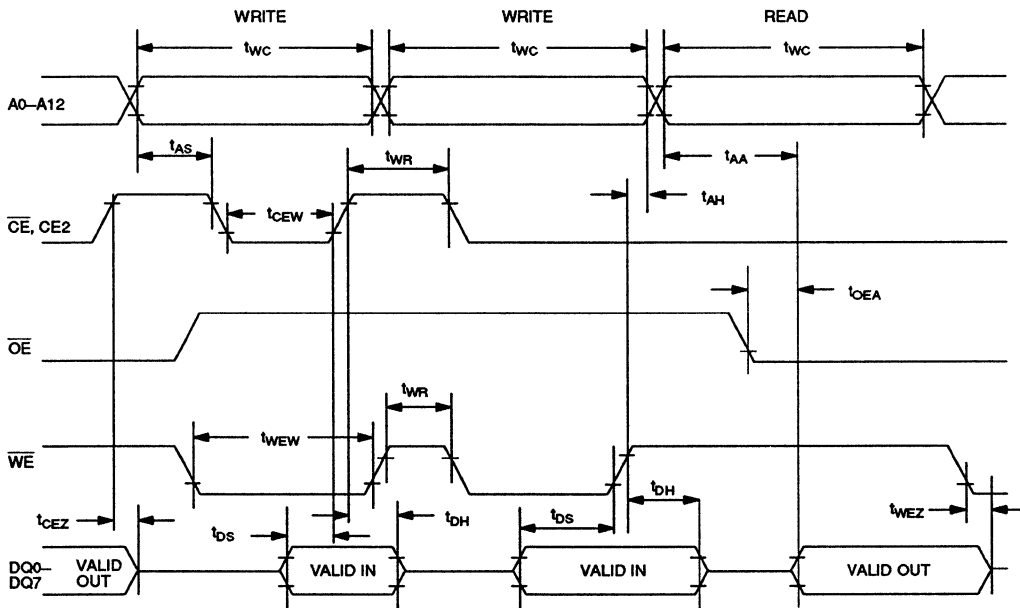 WRITE WRITE READ
tWC tWC tWC
A0–A12
tAS tWR tAA
tAH
CE, CE2 tCEW
tOEA
OE
tWR
WE tWEW
tCEZ tDS tDH tDS tDH tWEZ
DQ0–
DQ7
VALID
OUT
VALID IN VALID IN VALID OUT